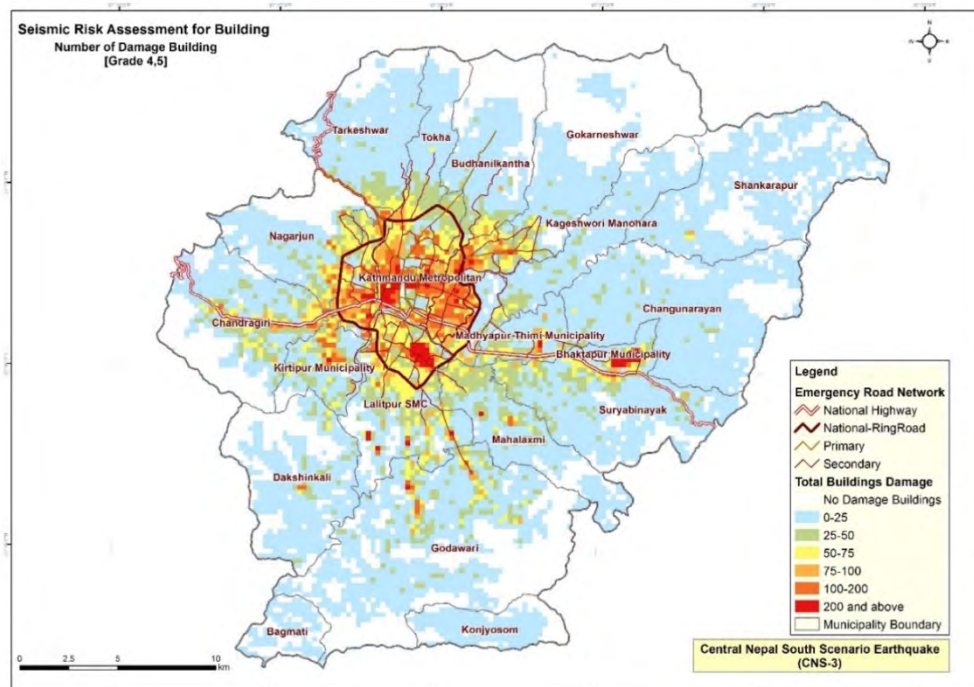 Seismic Risk Assessment for Building
Number of Damage Building
[Grade 4,5]
N
W
E
S
Tarkeshwar
Tokha
Gokarneshwar
Budhanilkantha
Shankarapur
Kageshwori Manohara
Nagarjun
Kathmandu Metropolitan
Changunarayan
Chandragiri
Madhyapur-Thimi Municipality
Bhaktapur Municipality
Kirtipur Municipality
Lalitpur SMC
Suryabinayak
Mahalaxmi
Dakshinkali
Godawari
Bagmati
Konjyosom
Legend
Emergency Road Network
National Highway
National-RingRoad
Primary
Secondary
Total Buildings Damage
No Damage Buildings
0-25
25-50
50-75
75-100
100-200
200 and above
Municipality Boundary
0 2.5 5 10
km
Central Nepal South Scenario Earthquake
(CNS-3)